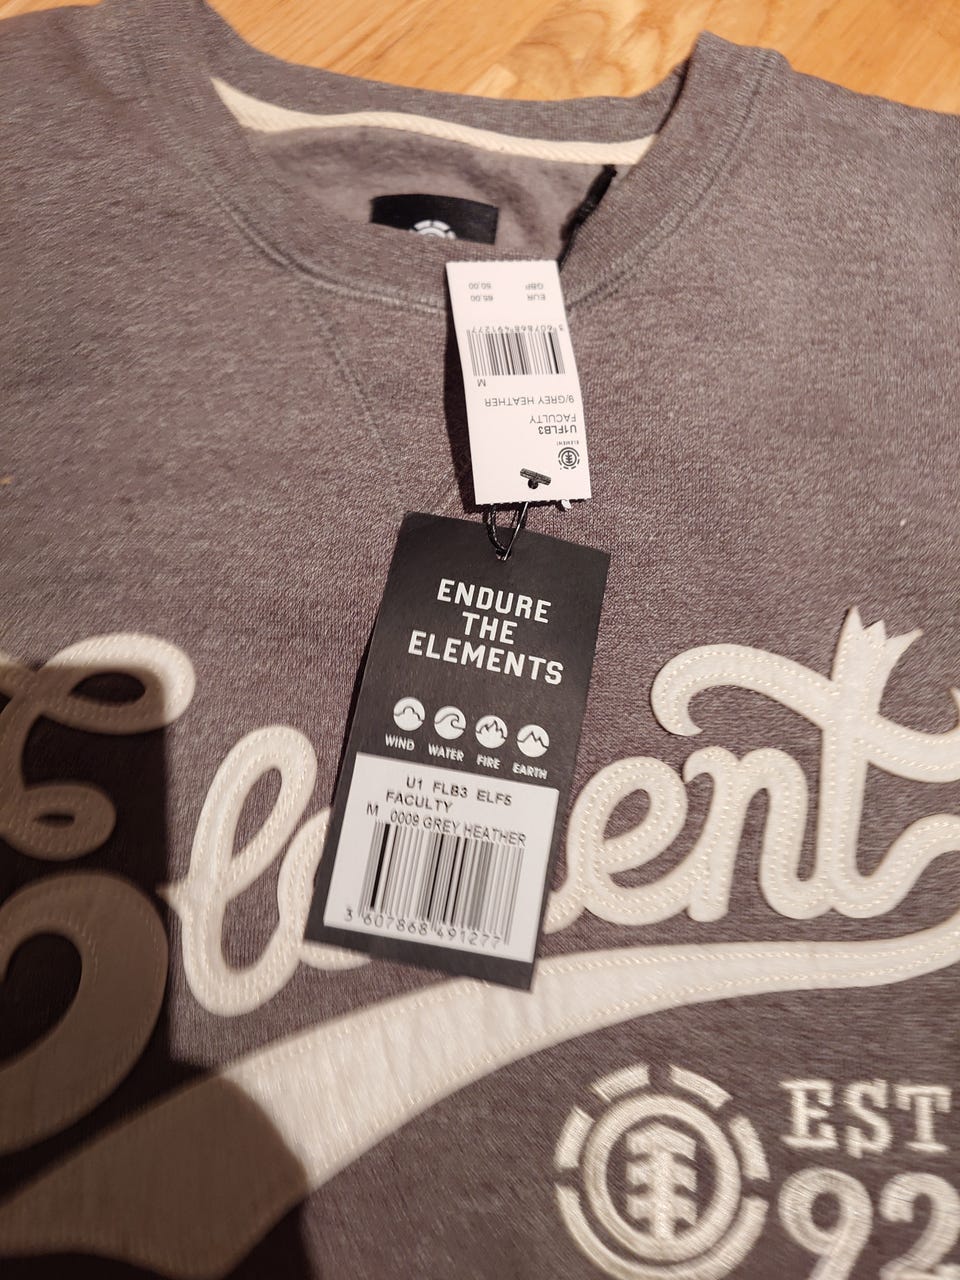 EUR 65.00
GBP 50.00
3 607868 491277
M
9/GREY HEATHER
FACULTY
U1FLB3
ELEMENT
ENDURE
THE
ELEMENTS
WIND WATER FIRE EARTH
U1 FLB3 ELF5
FACULTY
M 0009 GREY HEATHER
3 607868 491277
Element
EST
92